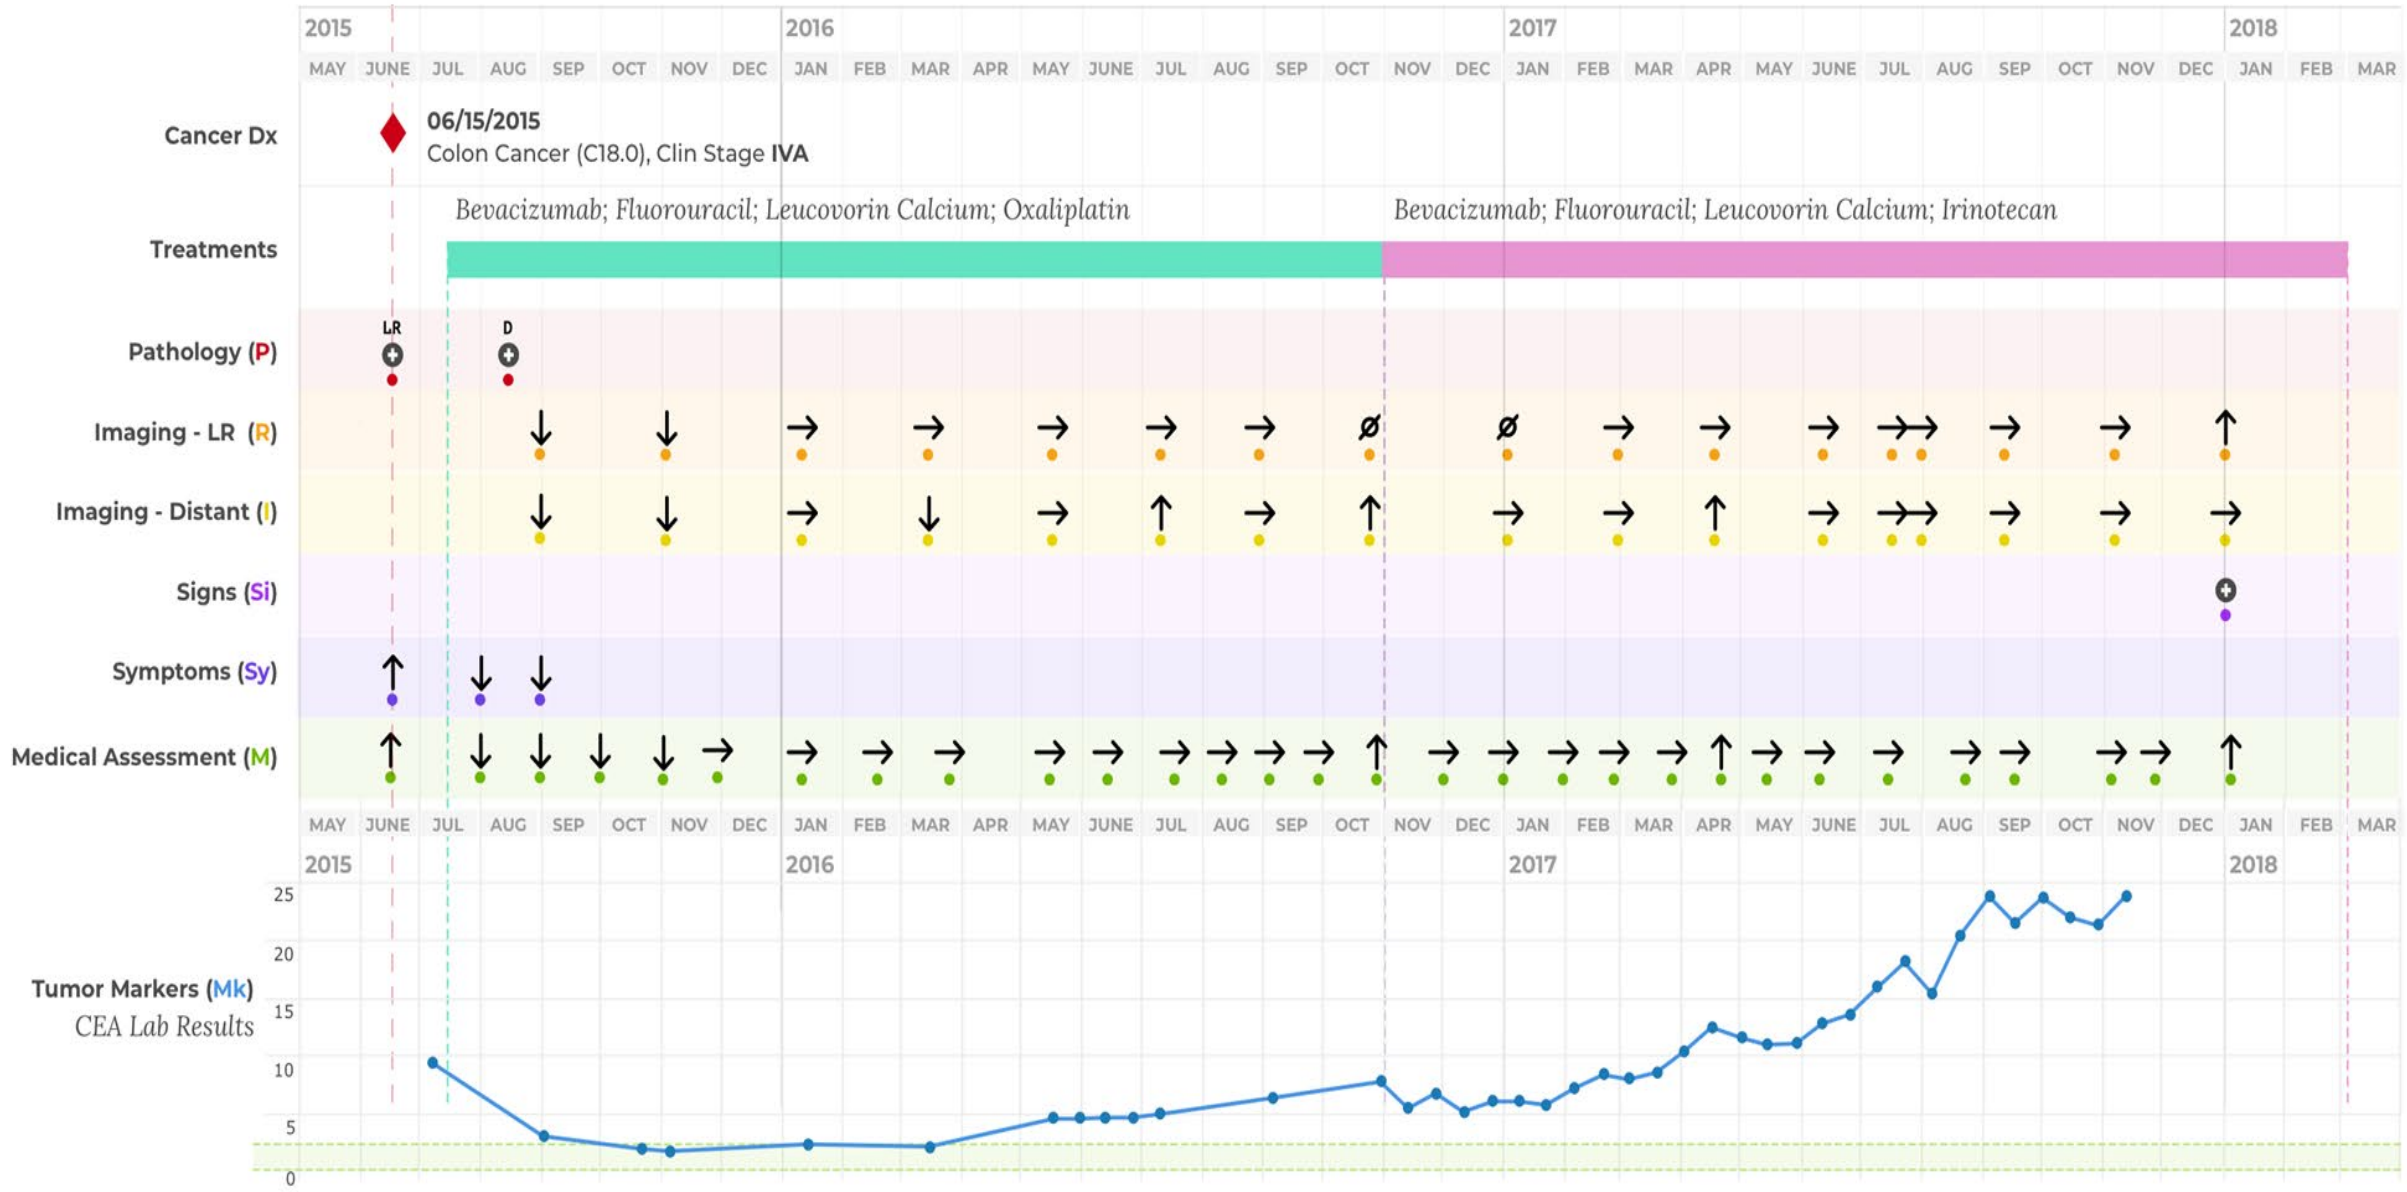 2015 2016 2017 2018
MAY JUNE JUL AUG SEP OCT NOV DEC JAN FEB MAR APR MAY JUNE JUL AUG SEP OCT NOV DEC JAN FEB MAR APR MAY JUNE JUL AUG SEP OCT NOV DEC JAN FEB MAR
Cancer Dx
06/15/2015
Colon Cancer (C18.0), Clin Stage IVA
Bevacizumab; Fluorouracil; Leucovorin Calcium; Oxaliplatin
Bevacizumab; Fluorouracil; Leucovorin Calcium; Irinotecan
Treatments
LR D
Pathology (P)
Imaging - LR (R)
Imaging - Distant (I)
Signs (Si)
Symptoms (Sy)
Medical Assessment (M)
MAY JUNE JUL AUG SEP OCT NOV DEC JAN FEB MAR APR MAY JUNE JUL AUG SEP OCT NOV DEC JAN FEB MAR APR MAY JUNE JUL AUG SEP OCT NOV DEC JAN FEB MAR
2015 2016 2017 2018
25
20
Tumor Markers (Mk)
15
CEA Lab Results
10
5
0